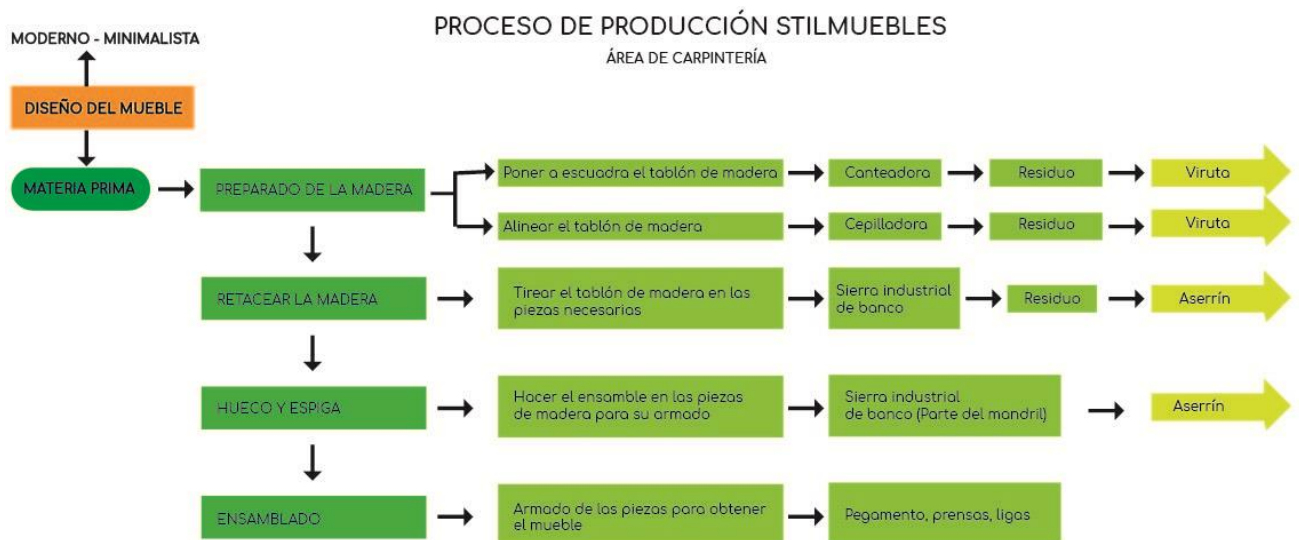 PROCESO DE PRODUCCIÓN STILMUEBLES
ÁREA DE CARPINTERÍA
MODERNO - MINIMALISTA
DISEÑO DEL MUEBLE
MATERIA PRIMA
PREPARADO DE LA MADERA
Poner a escuadra el tablón de madera
Canteadora
Residuo
Viruta
Alinear el tablón de madera
Cepilladora
Residuo
Viruta
RETACEAR LA MADERA
Tirear el tablón de madera en las
piezas necesarias
Sierra industrial
de banco
Residuo
Aserrín
HUECO Y ESPIGA
Hacer el ensamble en las piezas
de madera para su armado
Sierra industrial
de banco (Parte del mandril)
Aserrín
ENSAMBLADO
Armado de las piezas para obtener
el mueble
Pegamento, prensas, ligas